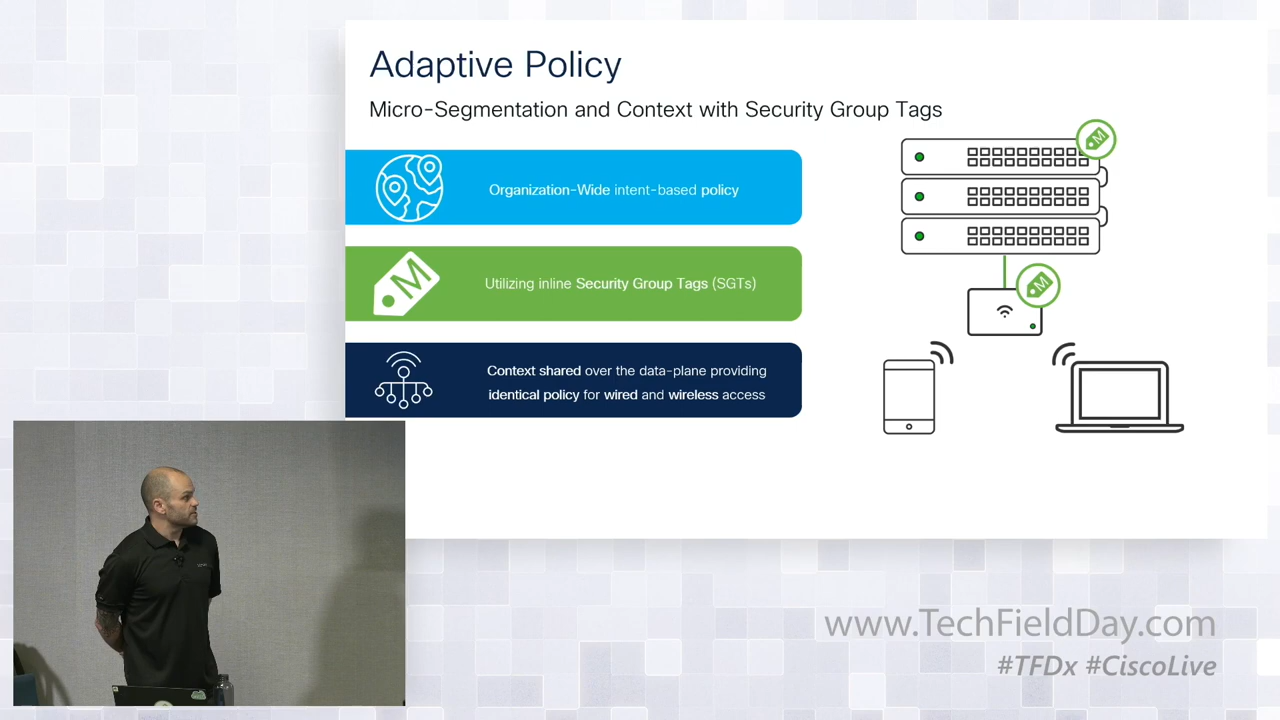 Adaptive Policy
Micro-Segmentation and Context with Security Group Tags
Organization-Wide intent-based policy
M
Utilizing inline Security Group Tags (SGTs)
Context shared over the data-plane providing
identical policy for wired and wireless access
M
M
www.TechFieldDay.com
#TFDx #CiscoLive